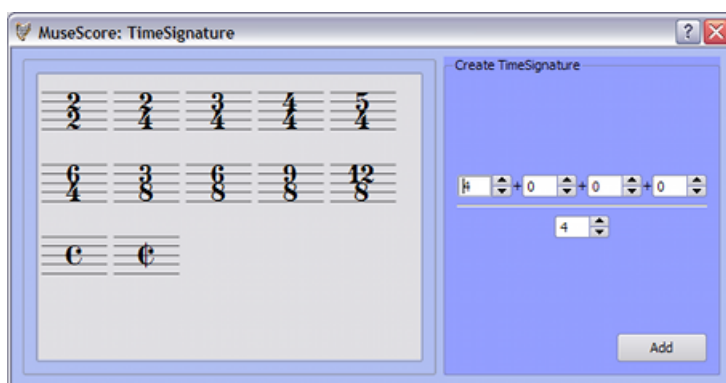 MuseScore: TimeSignature
Create TimeSignature
2 2 3 4 5
2 4 4 4 4
6 3 6 9 12
4 8 8 8 8
4 + 0 + 0 + 0
4
C ¢
Add